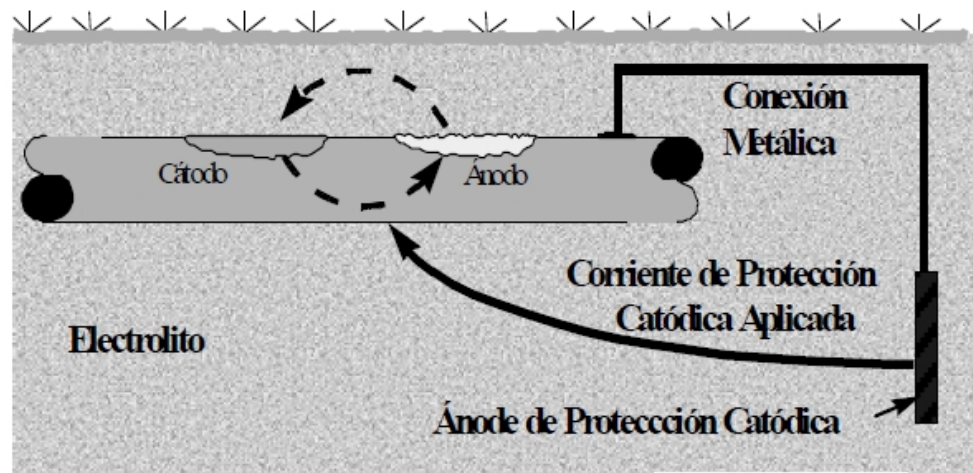 Conexión
Metálica
Cátodo
Ánodo
Corriente de Protección
Catódica Aplicada
Electrolito
Ánode de Proteccción Catódica